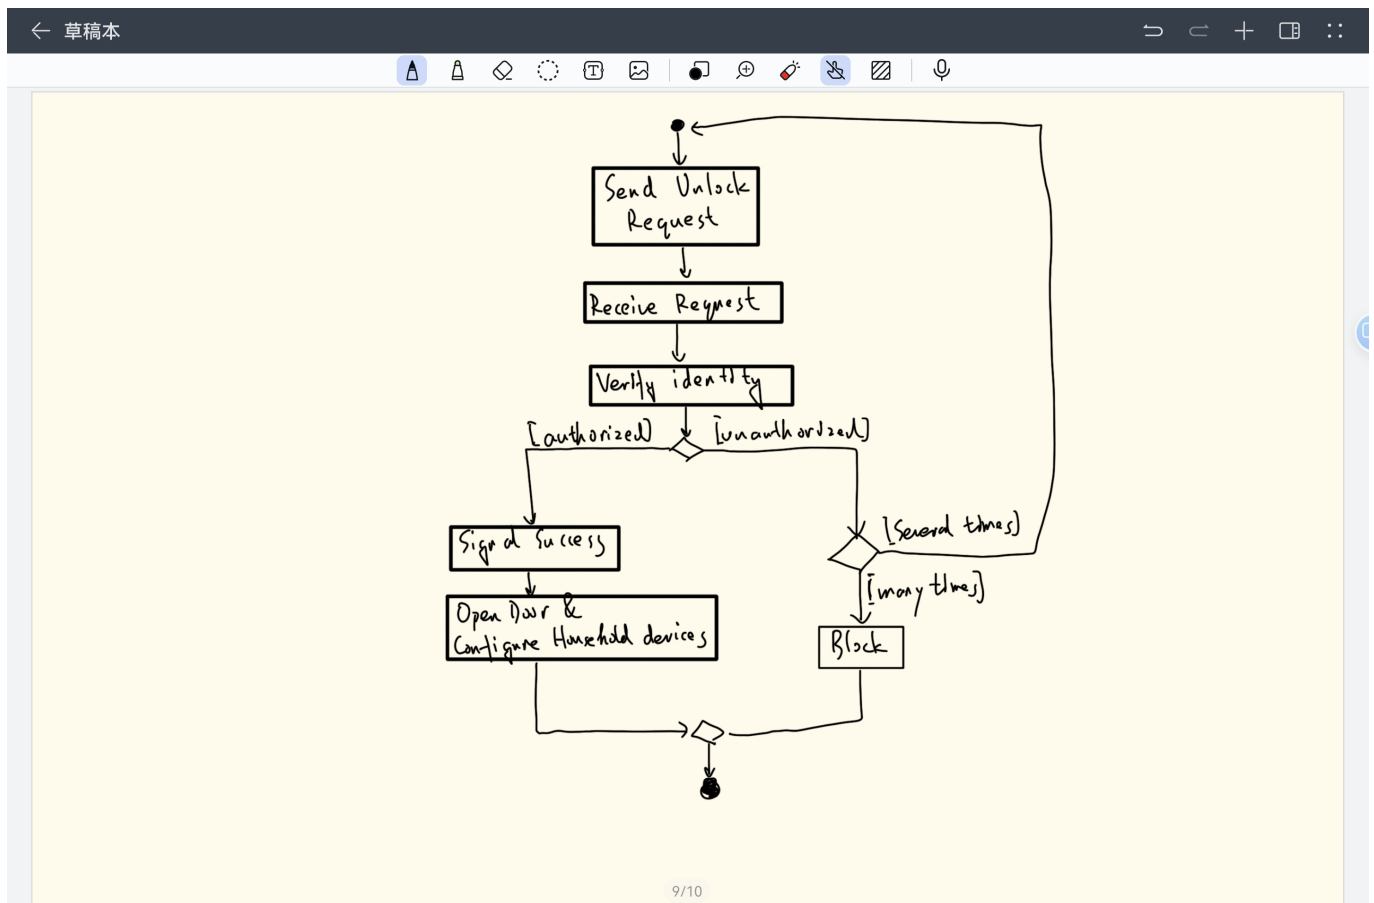 草稿本
Send Unlock
Request
Receive Request
Verify identity
[authorized]
[unauthorized]
Signal Success
[Several times]
[many times]
Open Door &
Configure Household devices
Block
9/10